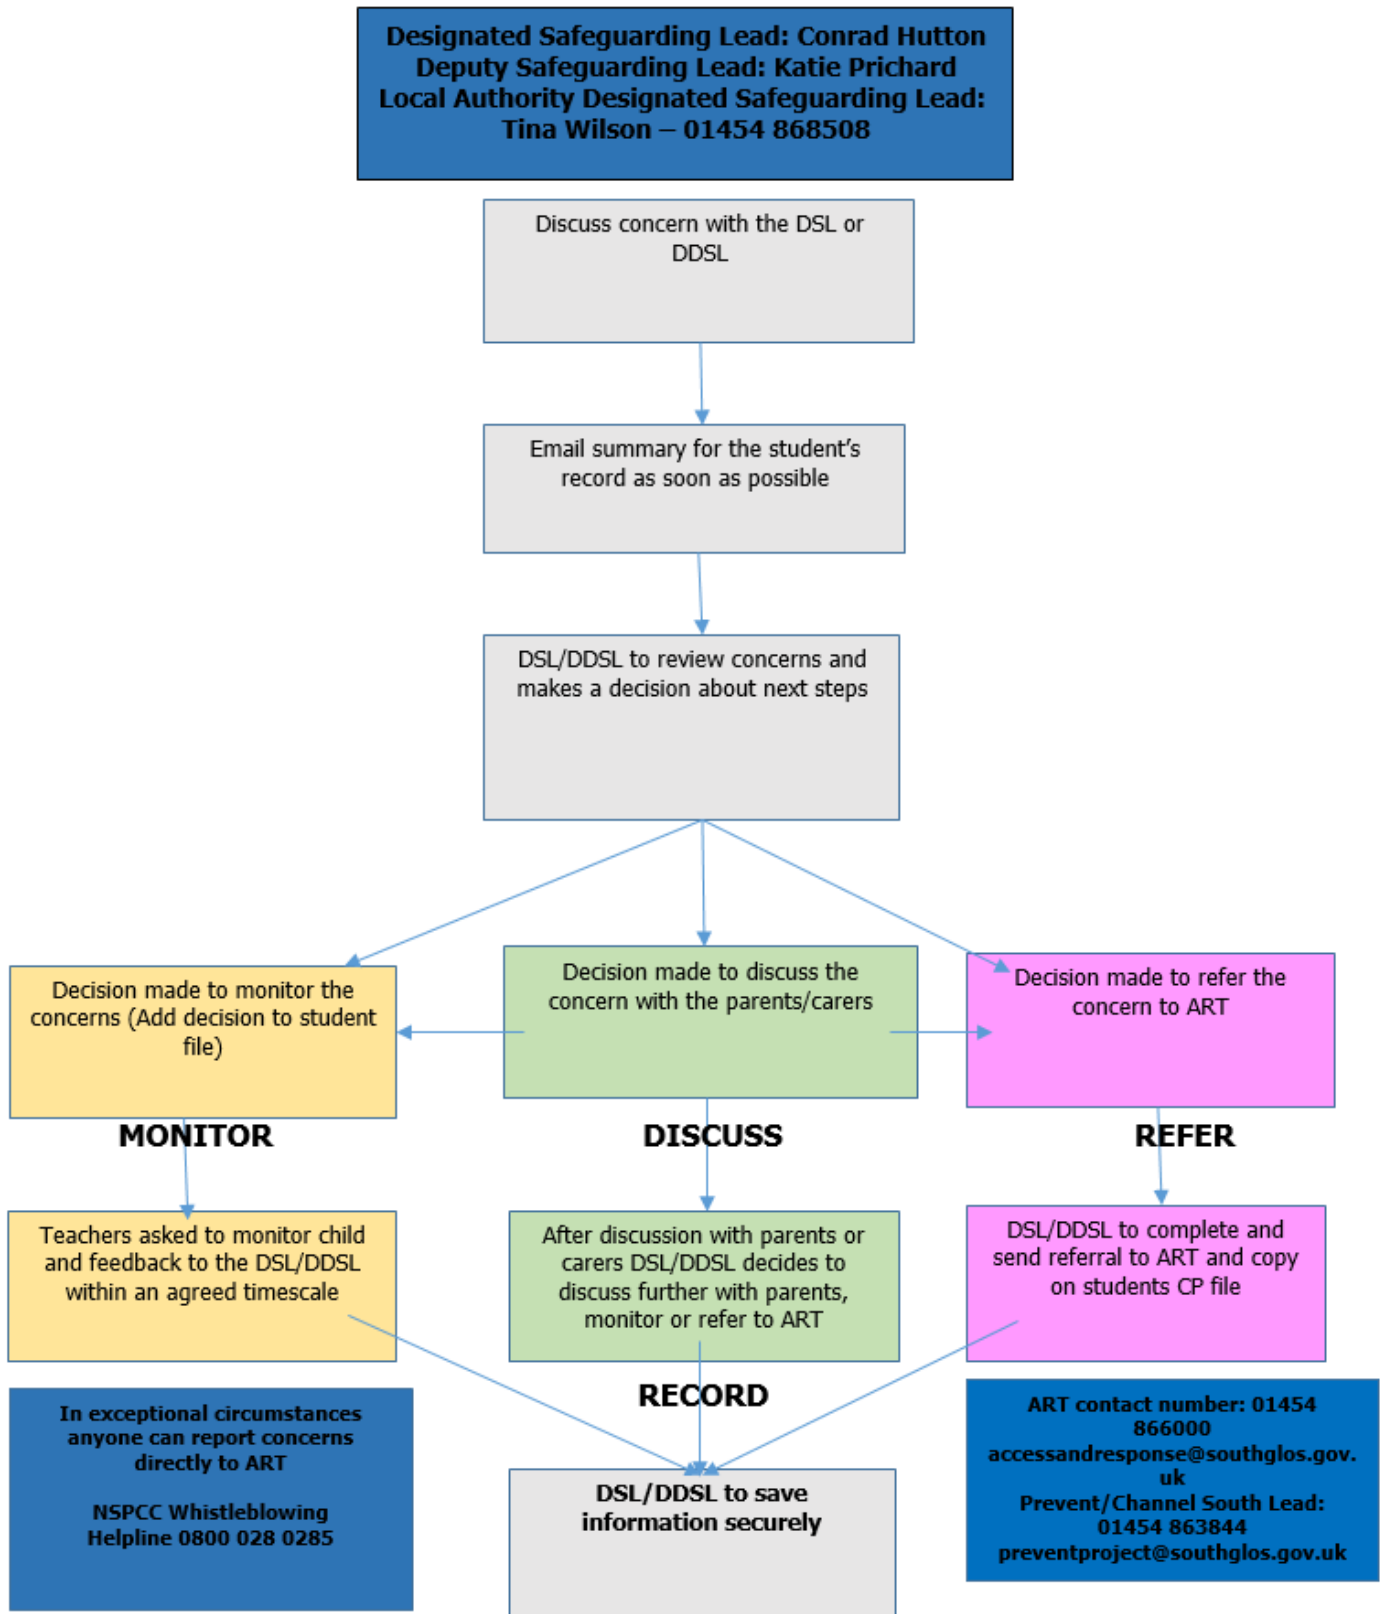 Designated Safeguarding Lead: Conrad Hutton
Deputy Safeguarding Lead: Katie Prichard
Local Authority Designated Safeguarding Lead:
Tina Wilson – 01454 868508
Discuss concern with the DSL or
DDSL
Email summary for the student's
record as soon as possible
DSL/DDSL to review concerns and
makes a decision about next steps
Decision made to monitor the
concerns (Add decision to student
file)
Decision made to discuss the
concern with the parents/carers
Decision made to refer the
concern to ART
MONITOR
DISCUSS
REFER
Teachers asked to monitor child
and feedback to the DSL/DDSL
within an agreed timescale
After discussion with parents or
carers DSL/DDSL decides to
discuss further with parents,
monitor or refer to ART
DSL/DDSL to complete and
send referral to ART and copy
on students CP file
RECORD
In exceptional circumstances
anyone can report concerns
directly to ART
NSPCC Whistleblowing
Helpline 0800 028 0285
DSL/DDSL to save
information securely
ART contact number: 01454
866000
accessandresponse@southglos.gov.
uk
Prevent/Channel South Lead:
01454 863844
preventproject@southglos.gov.uk